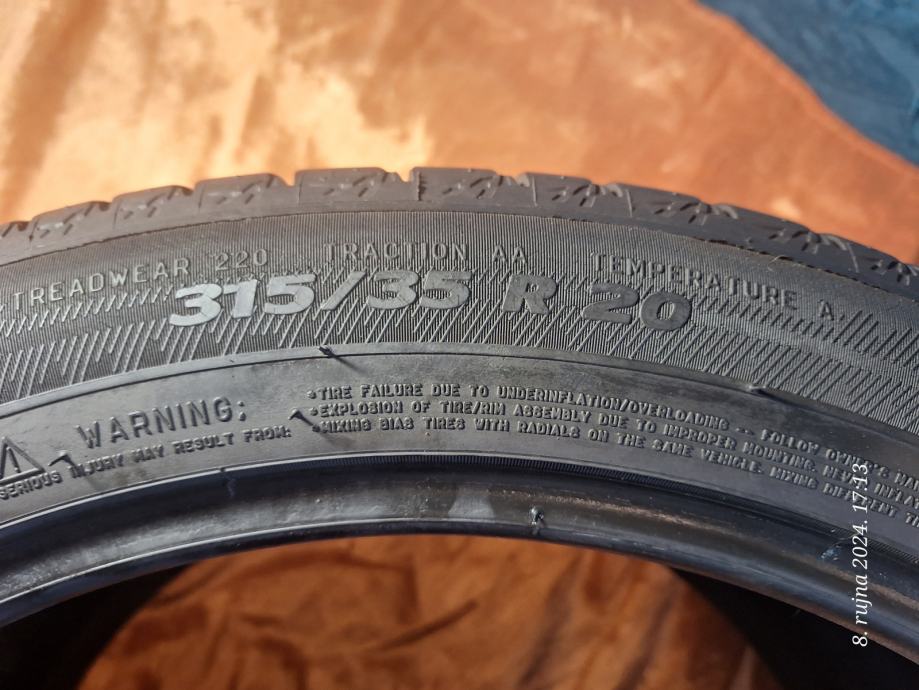 TREADWEAR 220 TRACTION AA TEMPERATURE A
315/35 R 20
WARNING:
SERIOUS INJURY MAY RESULT FROM:
•TIRE FAILURE DUE TO UNDERINFLATION/OVERLOADING -- FOLLOW OWNER'S
•EXPLOSION OF TIRE/RIM ASSEMBLY DUE TO IMPROPER MOUNTING. NEVER
•MIXING BIAS TIRES WITH RADIALS ON THE SAME VEHICLE. MIXING DIFFERENT
8. rujna 2024. 17:13